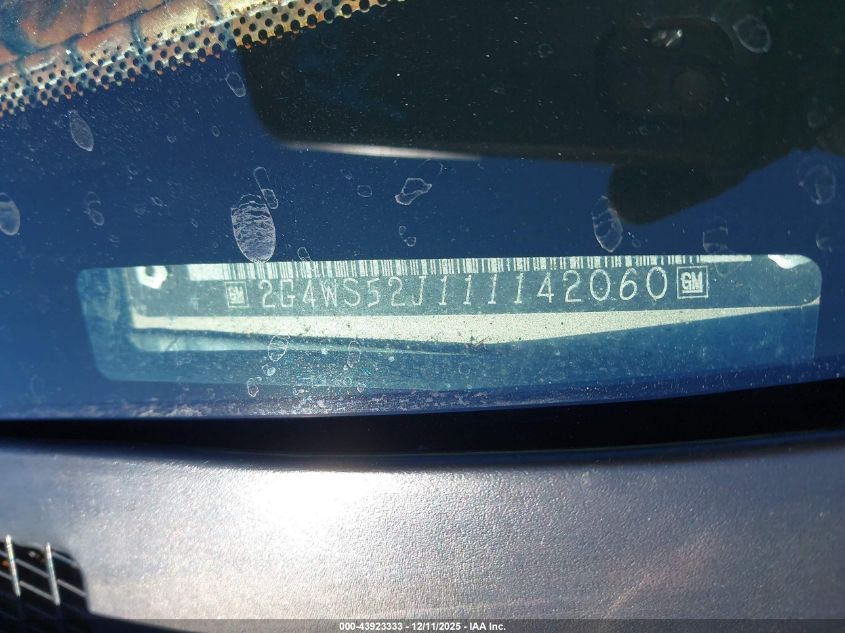 GM 2G4WS52J111142060 GM
000-43923333 - 12/11/2025 - IAA Inc.